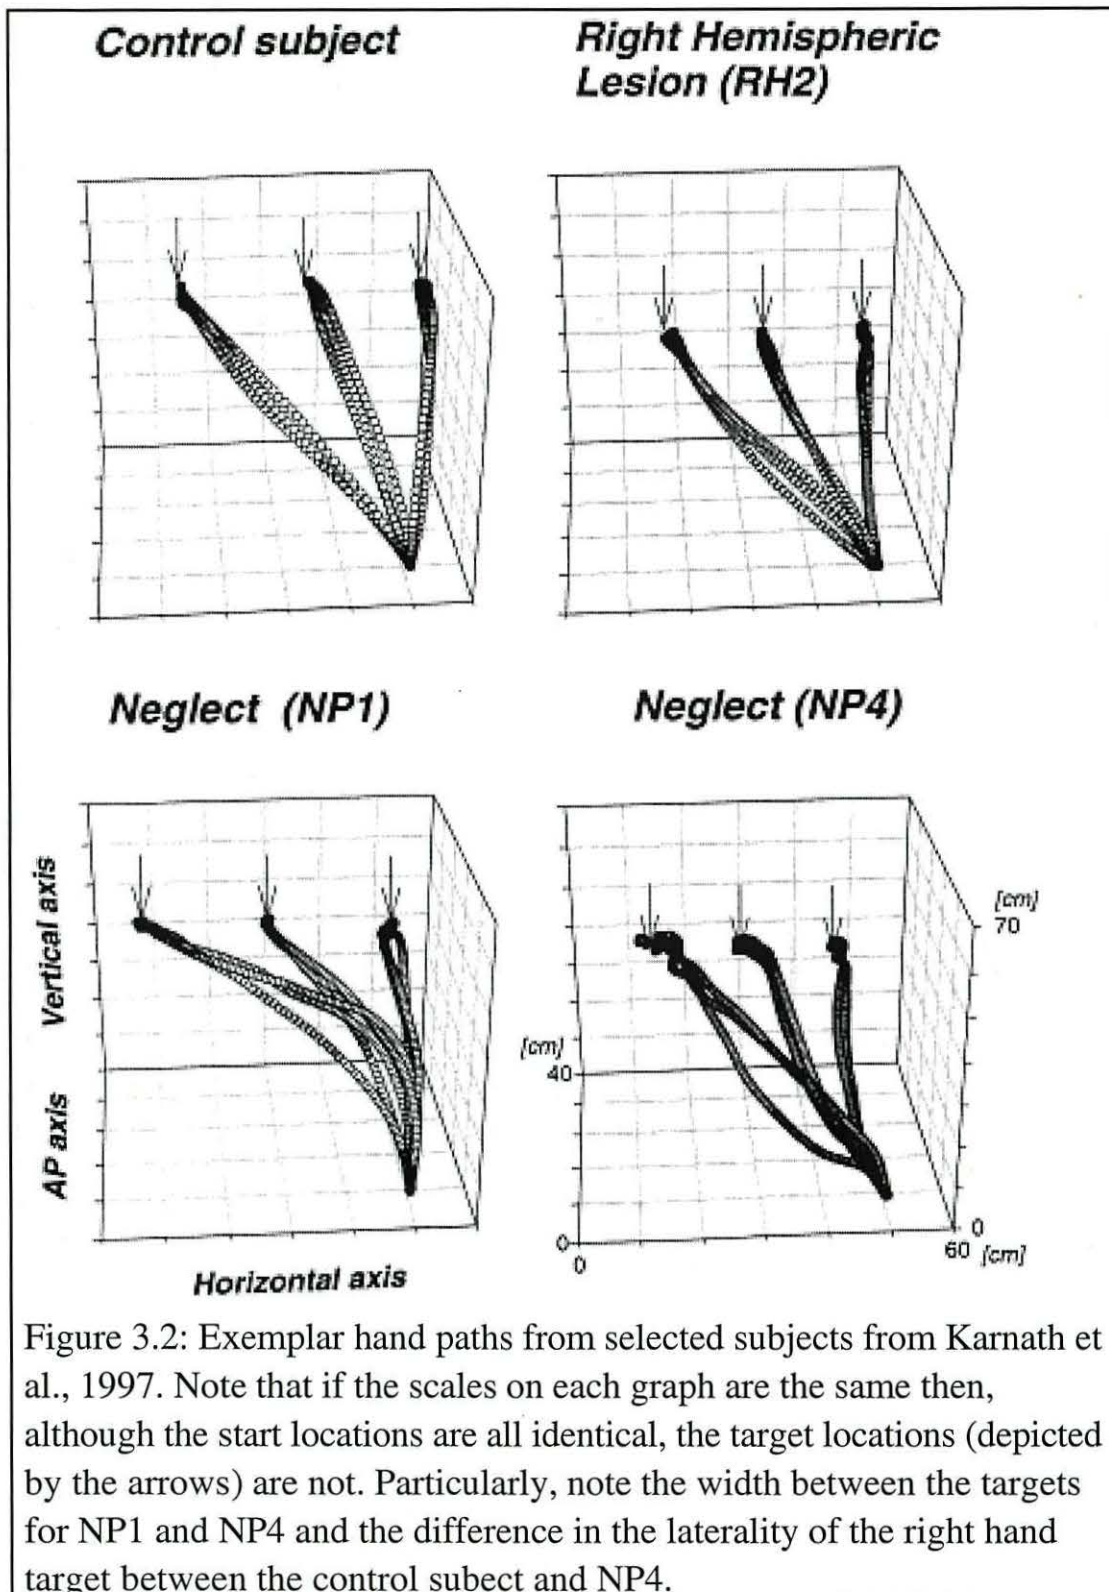 Control subject
Right Hemispheric
Lesion (RH2)
Neglect (NP1)
Neglect (NP4)
Vertical axis
AP axis
Horizontal axis
[cm]
70
[cm]
40
0
0
0
60 [cm]
Figure 3.2: Exemplar hand paths from selected subjects from Karnath et
al., 1997. Note that if the scales on each graph are the same then,
although the start locations are all identical, the target locations (depicted
by the arrows) are not. Particularly, note the width between the targets
for NP1 and NP4 and the difference in the laterality of the right hand
target between the control subect and NP4.